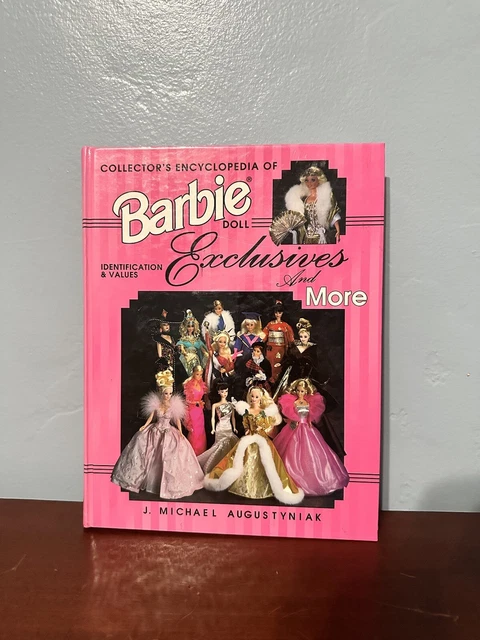 COLLECTOR'S ENCYCLOPEDIA OF
Barbie®
DOLL
Exclusives
IDENTIFICATION
& VALUES
And
More
J. MICHAEL AUGUSTYNIAK